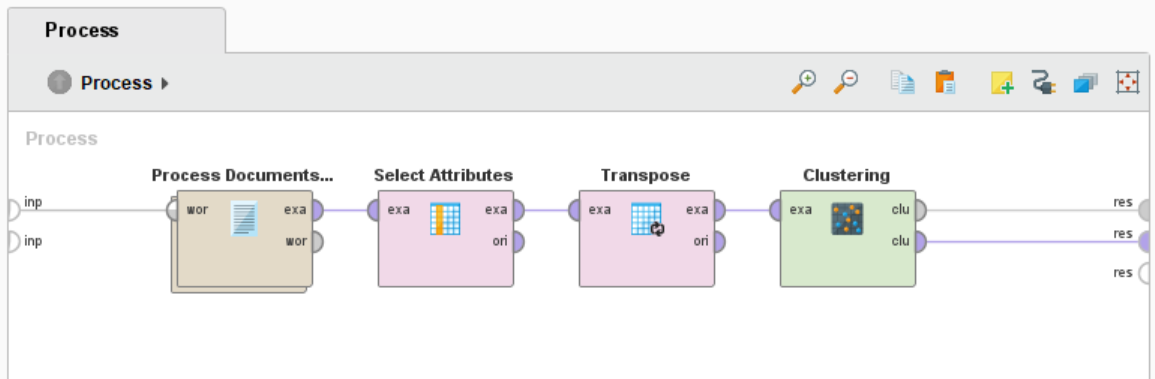 Process
Process
Process
Process Documents... Select Attributes Transpose Clustering
inp wor exa exa exa exa exa exa clu res
inp wor ori ori clu res
res